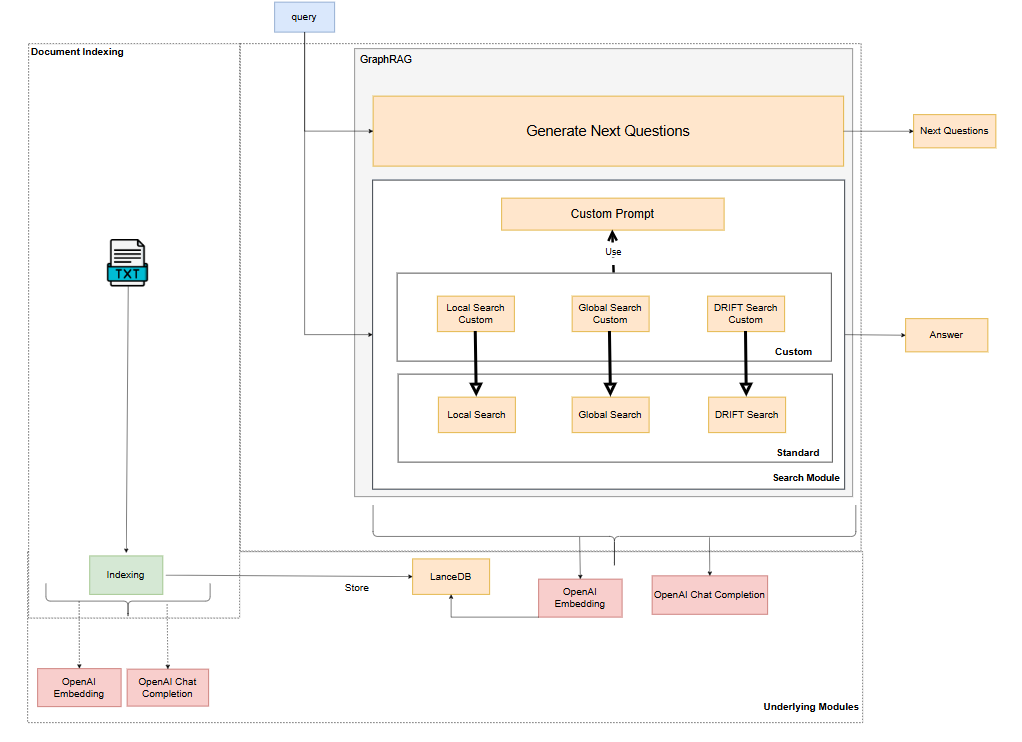 query
Document Indexing
GraphRAG
Generate Next Questions
Next Questions
Custom Prompt
Use
TXT
Local Search
Custom
Global Search
Custom
DRIFT Search
Custom
Custom
Answer
Local Search
Global Search
DRIFT Search
Standard
Search Module
Indexing
Store
LanceDB
OpenAI
Embedding
OpenAI Chat Completion
OpenAI
Embedding
OpenAI Chat
Completion
Underlying Modules